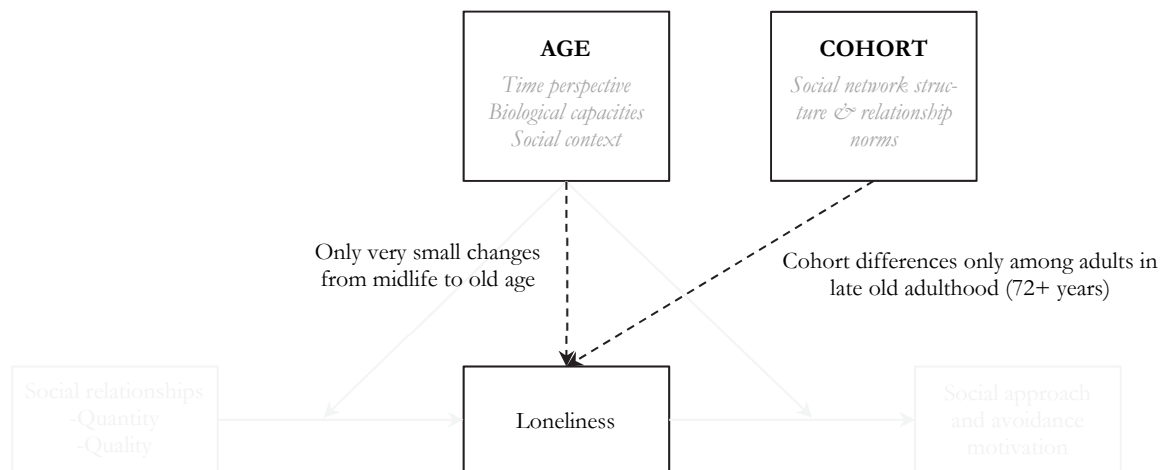 AGE
Time perspective
Biological capacities
Social context
COHORT
Social network struc-
ture & relationship
norms
Only very small changes
from midlife to old age
Cohort differences only among adults in
late old adulthood (72+ years)
Social relationships
-Quantity
-Quality
Loneliness
Social approach
and avoidance
motivation